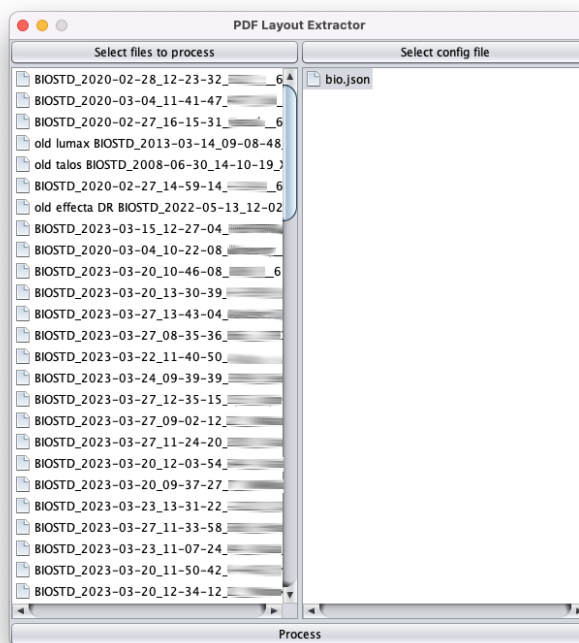 PDF Layout Extractor
Select files to process
Select config file
BIOSTD_2020-02-28_12-23-32_ __6
bio.json
BIOSTD_2020-03-04_11-41-47_ _
BIOSTD_2020-02-27_16-15-31_ __6
old lumax BIOSTD_2013-03-14_09-08-48_
old talos BIOSTD_2008-06-30_14-10-19_X
BIOSTD_2020-02-27_14-59-14_ __6
old effecta DR BIOSTD_2022-05-13_12-02
BIOSTD_2023-03-15_12-27-04_
BIOSTD_2020-03-04_10-22-08_
BIOSTD_2023-03-20_10-46-08_ __6
BIOSTD_2023-03-20_13-30-39_
BIOSTD_2023-03-27_13-43-04_
BIOSTD_2023-03-27_08-35-36_
BIOSTD_2023-03-22_11-40-50_
BIOSTD_2023-03-24_09-39-39_
BIOSTD_2023-03-27_12-35-15_
BIOSTD_2023-03-27_09-02-12_
BIOSTD_2023-03-27_11-24-20_
BIOSTD_2023-03-20_12-03-54_
BIOSTD_2023-03-20_09-37-27_
BIOSTD_2023-03-23_13-31-22_
BIOSTD_2023-03-27_11-33-58_
BIOSTD_2023-03-23_11-07-24_
BIOSTD_2023-03-20_11-50-42_
BIOSTD_2023-03-20_12-34-12_
Process